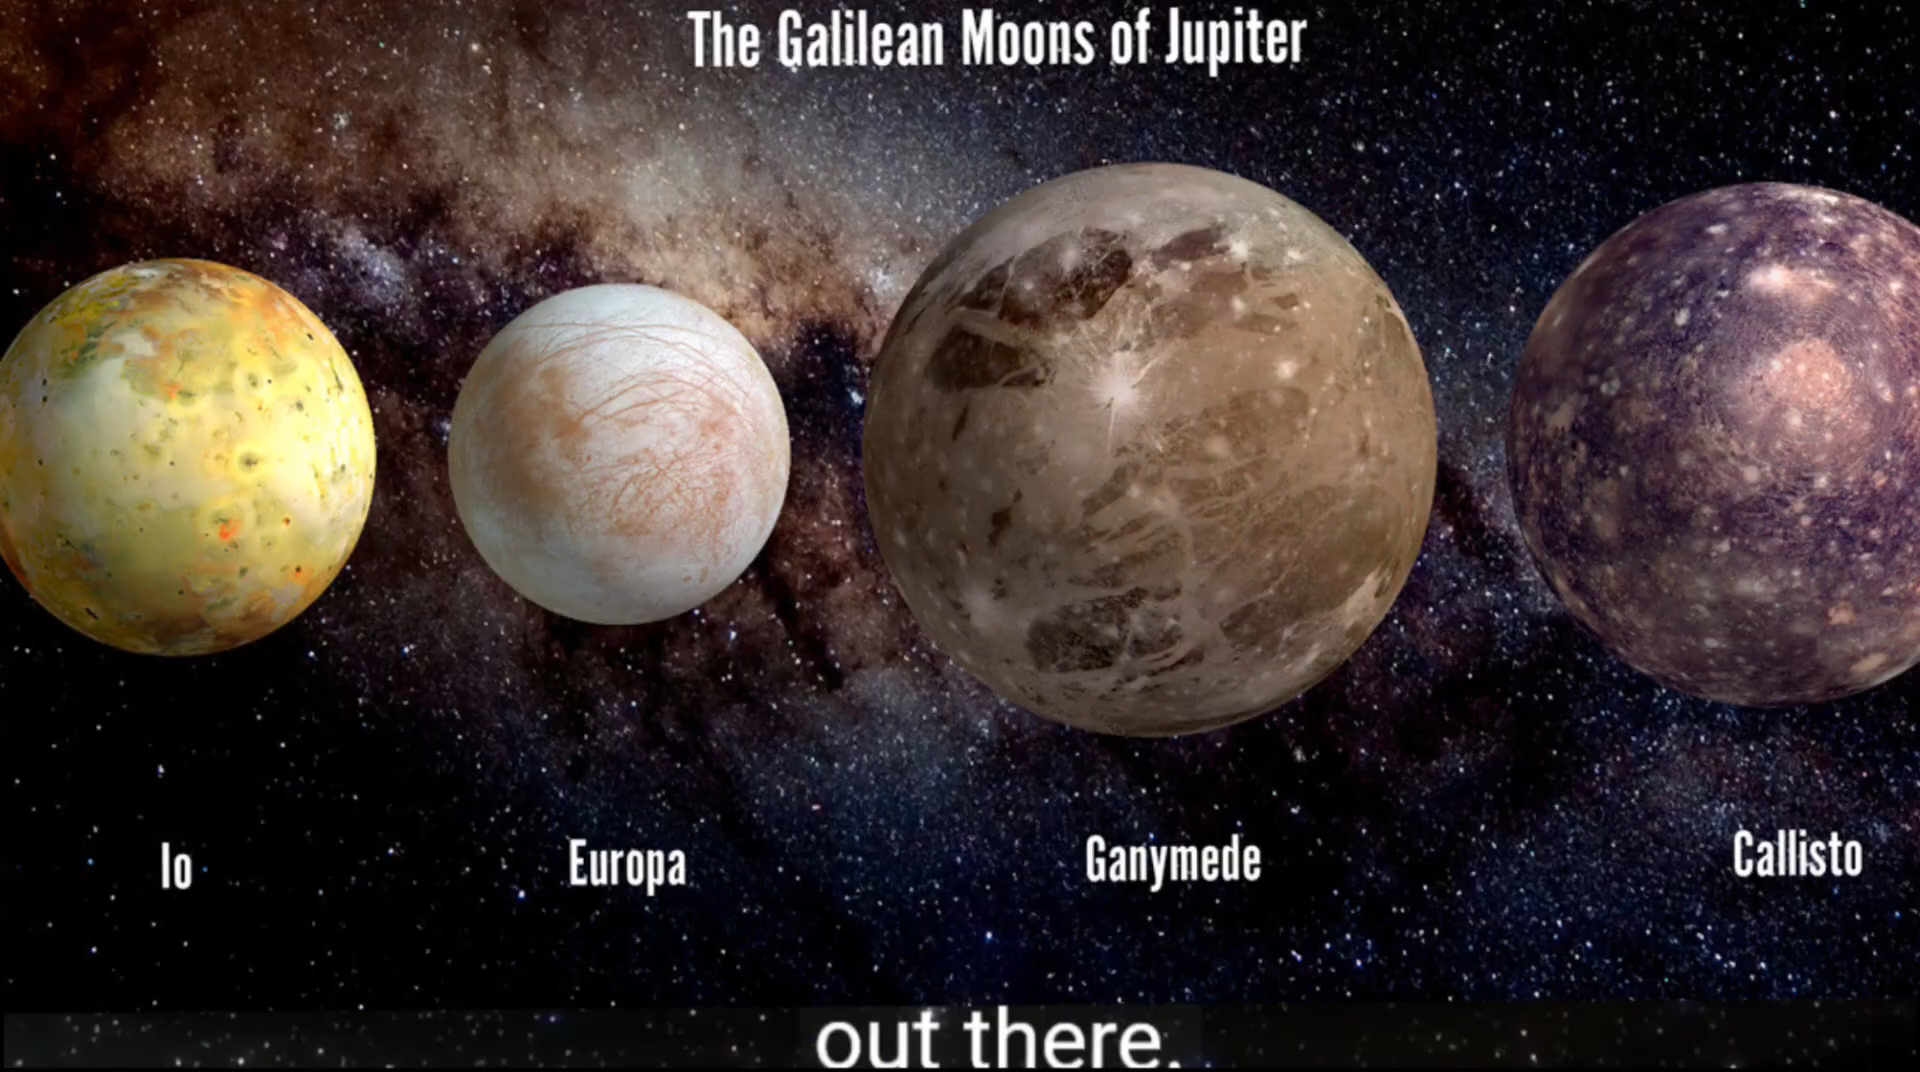 The Galilean Moons of Jupiter
Io
Europa
Ganymede
Callisto
out there.